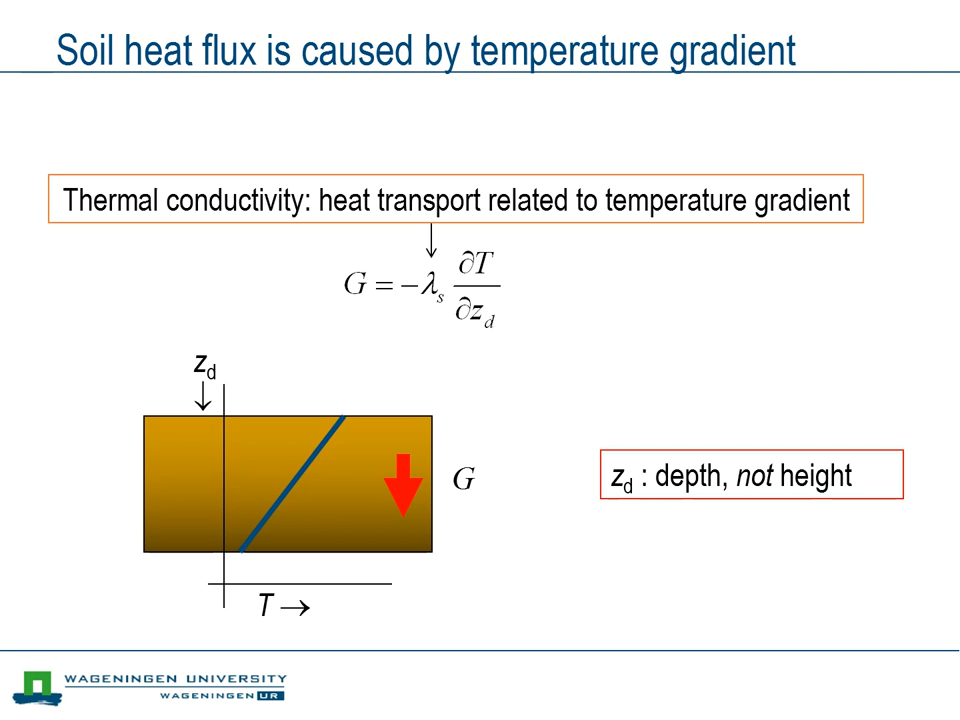 Soil heat flux is caused by temperature gradient
Thermal conductivity: heat transport related to temperature gradient
G = −λs ∂T/∂zd
zd
↓
G
zd : depth, not height
T →
WAGENINGEN UNIVERSITY
WAGENINGEN UR